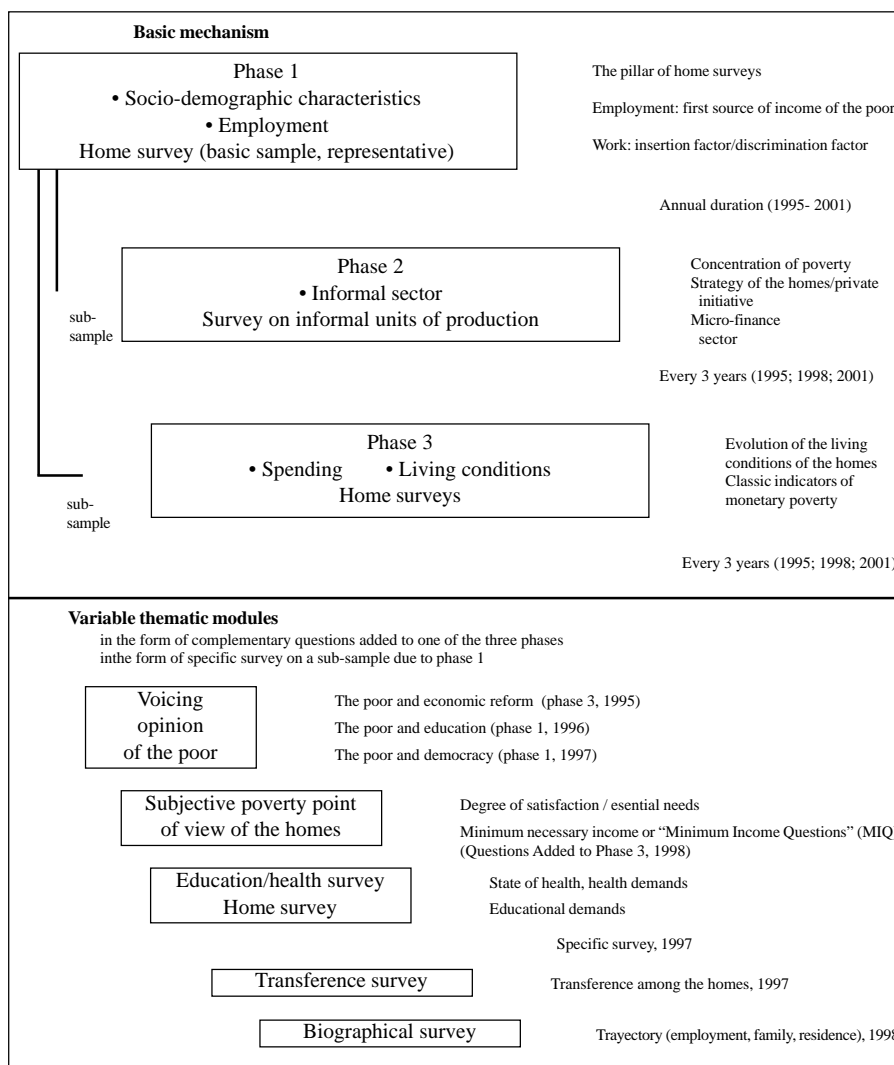 Basic mechanism
Phase 1
• Socio-demographic characteristics
• Employment
Home survey (basic sample, representative)
The pillar of home surveys
Employment: first source of income of the poor
Work: insertion factor/discrimination factor
Annual duration (1995- 2001)
sub-
sample
Phase 2
• Informal sector
Survey on informal units of production
Concentration of poverty
Strategy of the homes/private
initiative
Micro-finance
sector
Every 3 years (1995; 1998; 2001)
sub-
sample
Phase 3
• Spending • Living conditions
Home surveys
Evolution of the living
conditions of the homes
Classic indicators of
monetary poverty
Every 3 years (1995; 1998; 2001)
Variable thematic modules
in the form of complementary questions added to one of the three phases
inthe form of specific survey on a sub-sample due to phase 1
Voicing
opinion
of the poor
The poor and economic reform (phase 3, 1995)
The poor and education (phase 1, 1996)
The poor and democracy (phase 1, 1997)
Subjective poverty point
of view of the homes
Degree of satisfaction / esential needs
Minimum necessary income or “Minimum Income Questions” (MIQ
(Questions Added to Phase 3, 1998)
Education/health survey
Home survey
State of health, health demands
Educational demands
Specific survey, 1997
Transference survey
Transference among the homes, 1997
Biographical survey
Trayectory (employment, family, residence), 1998